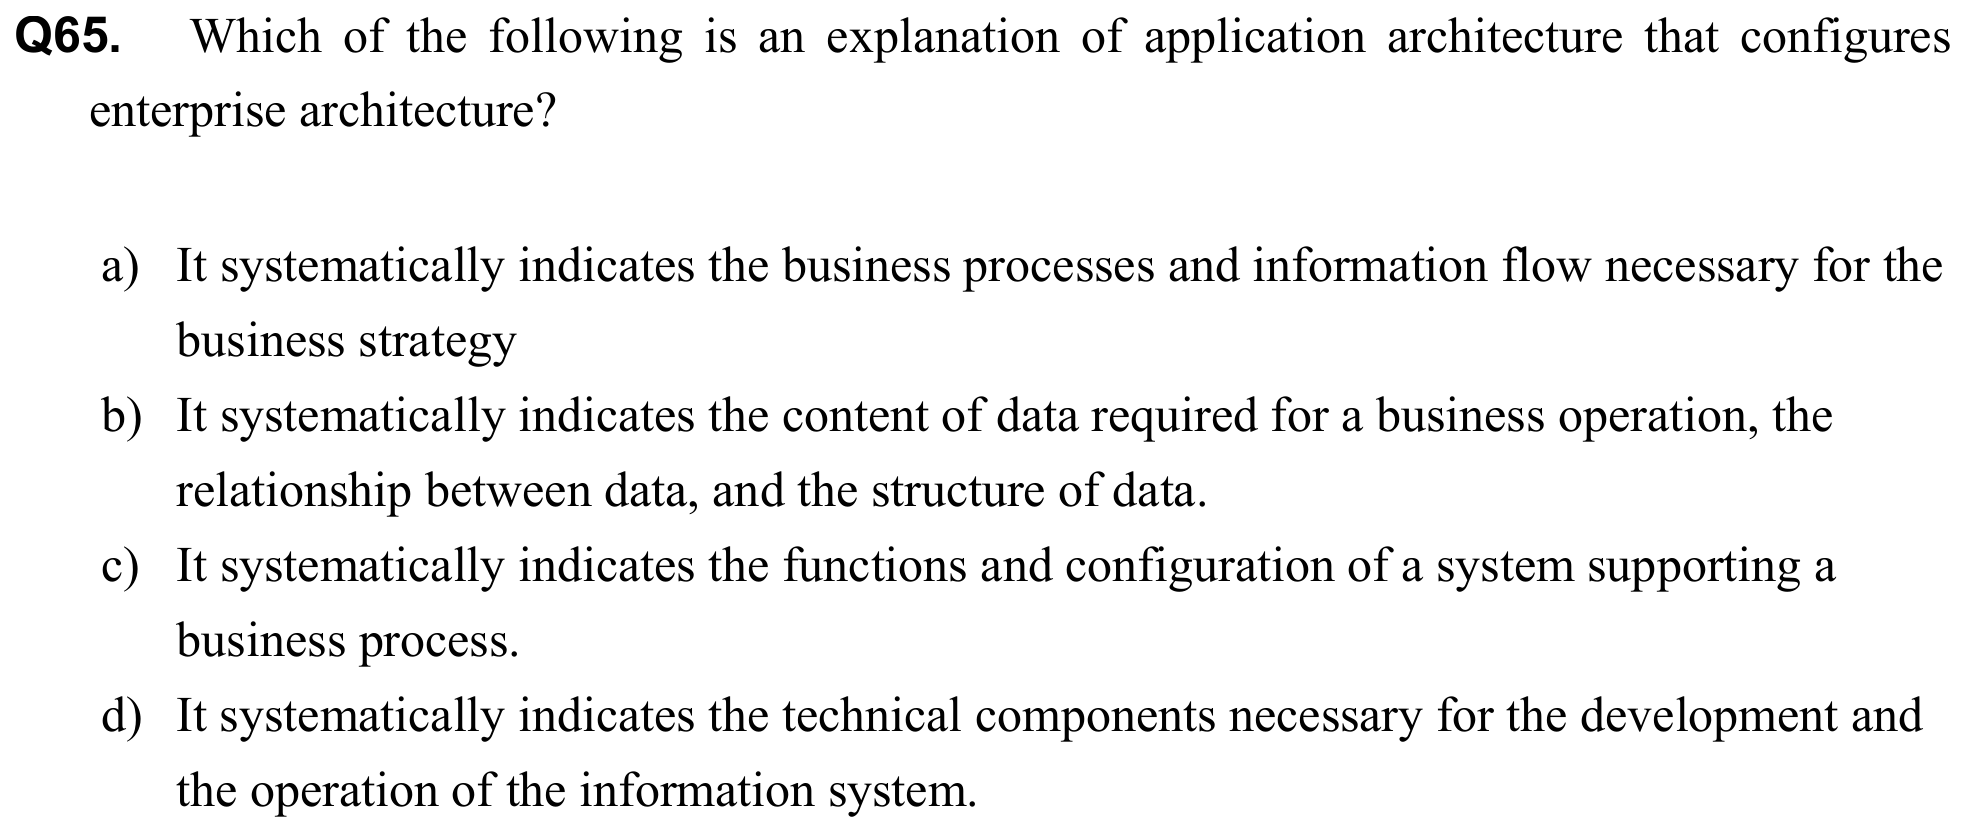 Q65. Which of the following is an explanation of application architecture that configures
enterprise architecture?
a) It systematically indicates the business processes and information flow necessary for the
business strategy
b) It systematically indicates the content of data required for a business operation, the
relationship between data, and the structure of data.
c) It systematically indicates the functions and configuration of a system supporting a
business process.
d) It systematically indicates the technical components necessary for the development and
the operation of the information system.